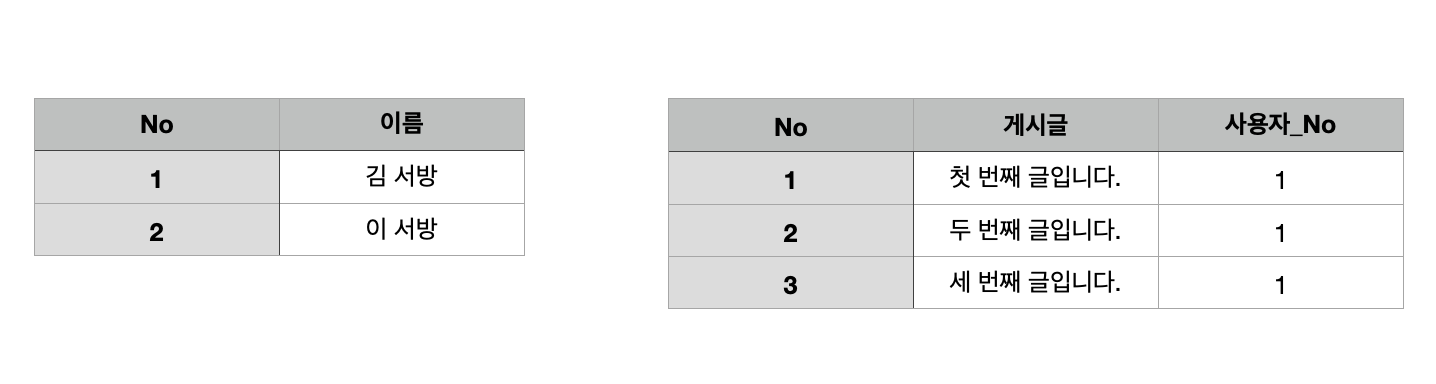 No 이름
1 김 서방
2 이 서방
No 게시글 사용자_No
1 첫 번째 글입니다. 1
2 두 번째 글입니다. 1
3 세 번째 글입니다. 1